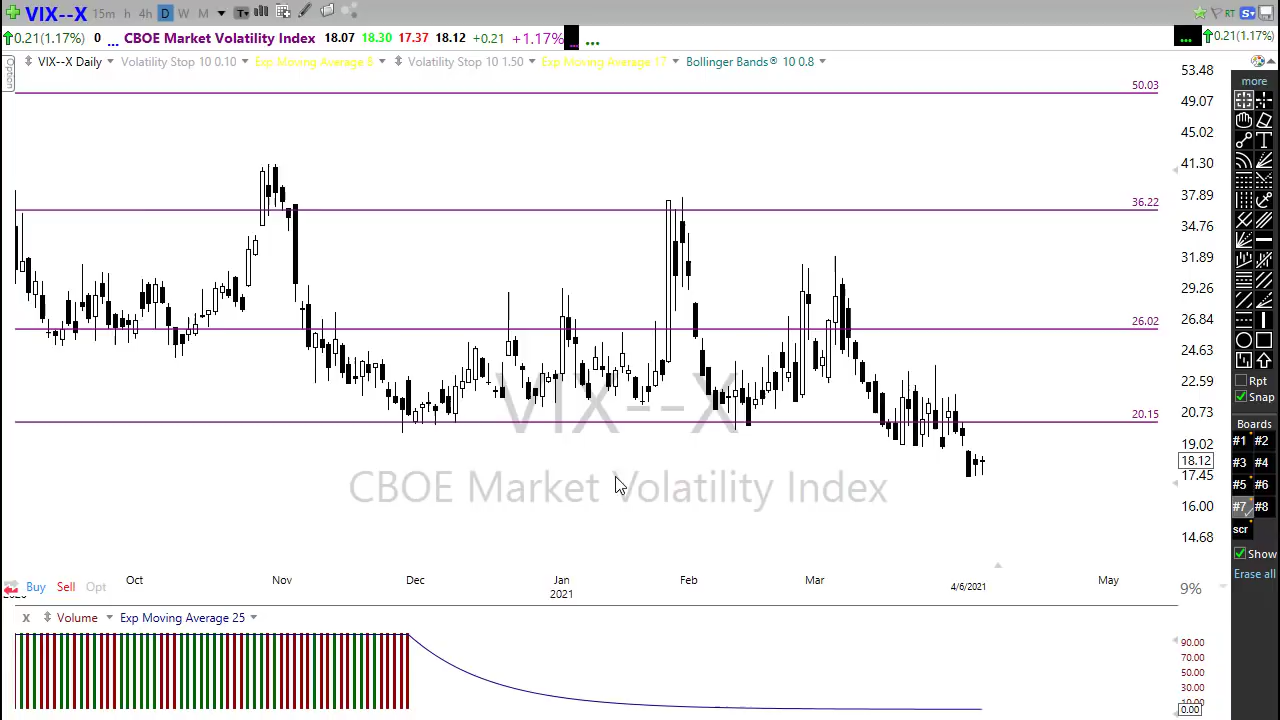 VIX--X 15m h 4h D W M T RT S
0.21(1.17%) 0 ... CBOE Market Volatility Index 18.07 18.30 17.37 18.12 +0.21 +1.17% ... ... ... 0.21(1.17%)
Option VIX--X Daily Volatility Stop 10 0.10 Exp Moving Average 8 Volatility Stop 10 1.50 Exp Moving Average 17 Bollinger Bands® 10 0.8
53.48
50.03
49.07
45.02
41.30
37.89
36.22
34.76
31.89
29.26
26.84
26.02
24.63
22.59
20.73
20.15
19.02
18.12
17.45
16.00
14.68
VIX--X
CBOE Market Volatility Index
more
T
Rpt
Snap
Boards
#1 #2
#3 #4
#5 #6
#7 #8
scr
Show
Erase all
Oct Nov Dec Jan Feb Mar 4/6/2021 May
2021
Buy Sell Opt
9%
x Volume Exp Moving Average 25
90.00
70.00
50.00
30.00
10.00
0.00